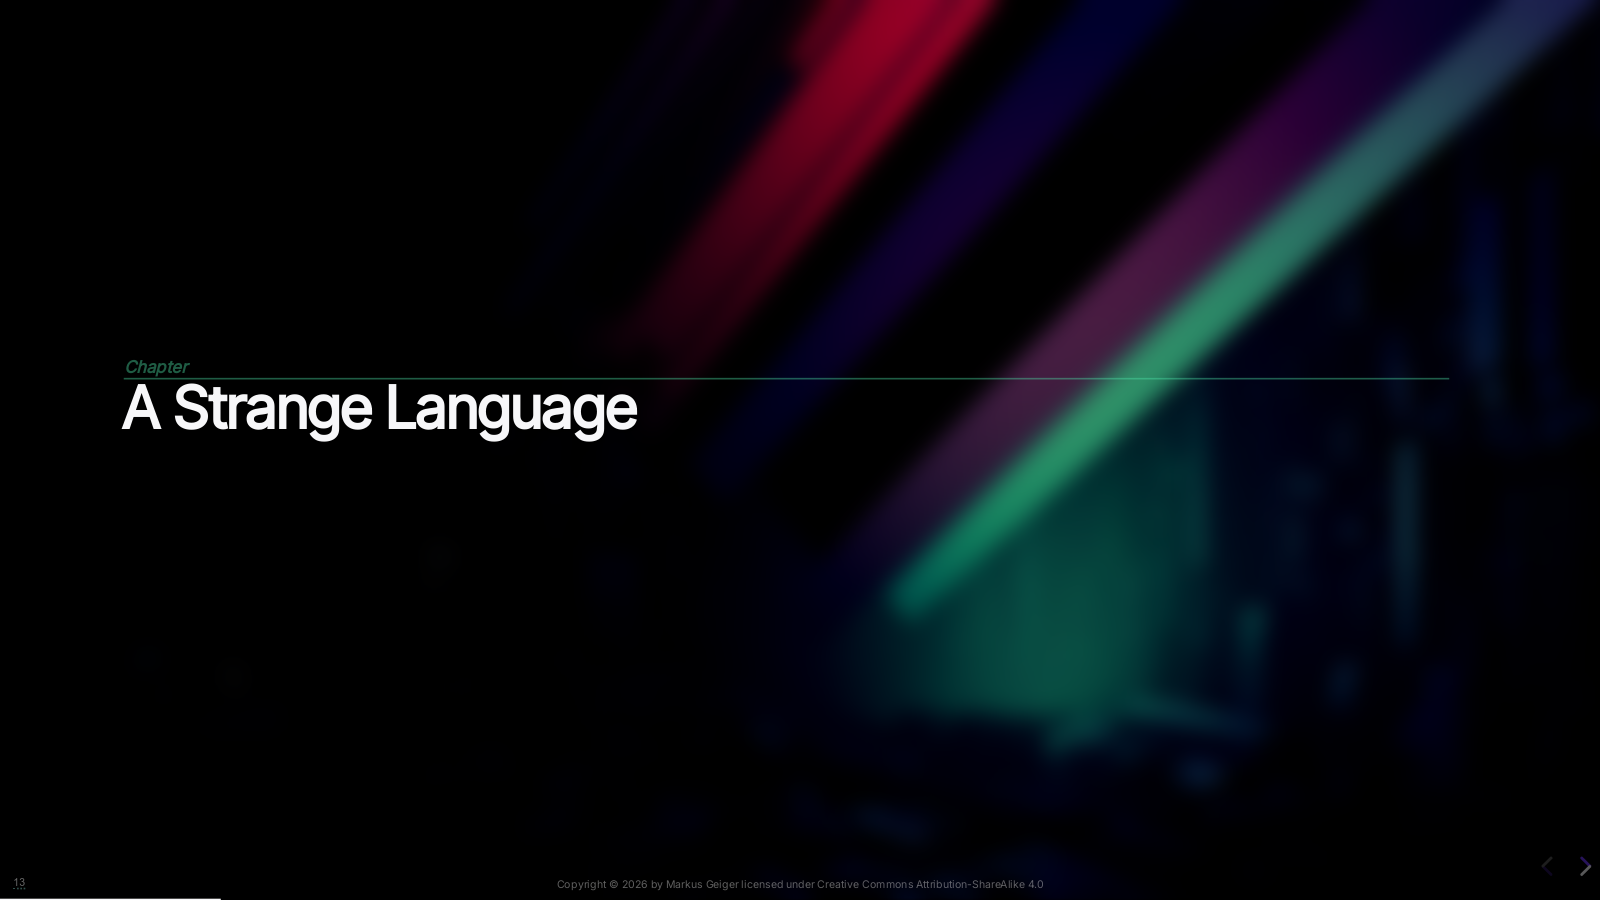 Chapter
A Strange Language
13
Copyright © 2026 by Markus Geiger licensed under Creative Commons Attribution-ShareAlike 4.0